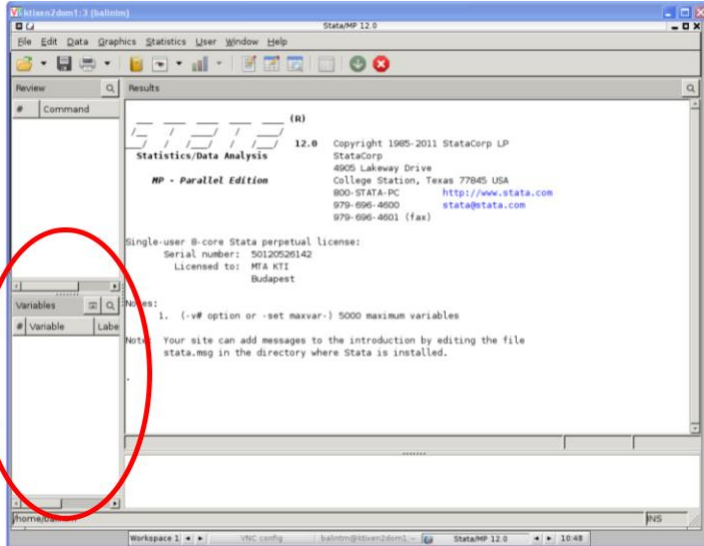 ktixen2dom1:3 (balintm)
Stata/MP 12.0
File Edit Data Graphics Statistics User Window Help
Review
# Command
Results
(R)
12.0 Copyright 1985-2011 StataCorp LP
Statistics/Data Analysis StataCorp
4905 Lakeway Drive
MP - Parallel Edition College Station, Texas 77845 USA
800-STATA-PC http://www.stata.com
979-696-4600 stata@stata.com
979-696-4601 (fax)
Single-user 8-core Stata perpetual license:
Serial number: 50120526142
Licensed to: MTA KTI
Budapest
Notes:
1. (-v# option or -set maxvar-) 5000 maximum variables
Note: Your site can add messages to the introduction by editing the file
stata.msg in the directory where Stata is installed.
.
Variables
# Variable Labe
INS
Workspace 1 VNC config balintm@ktixen2dom1:~ Stata/MP 12.0 10:48